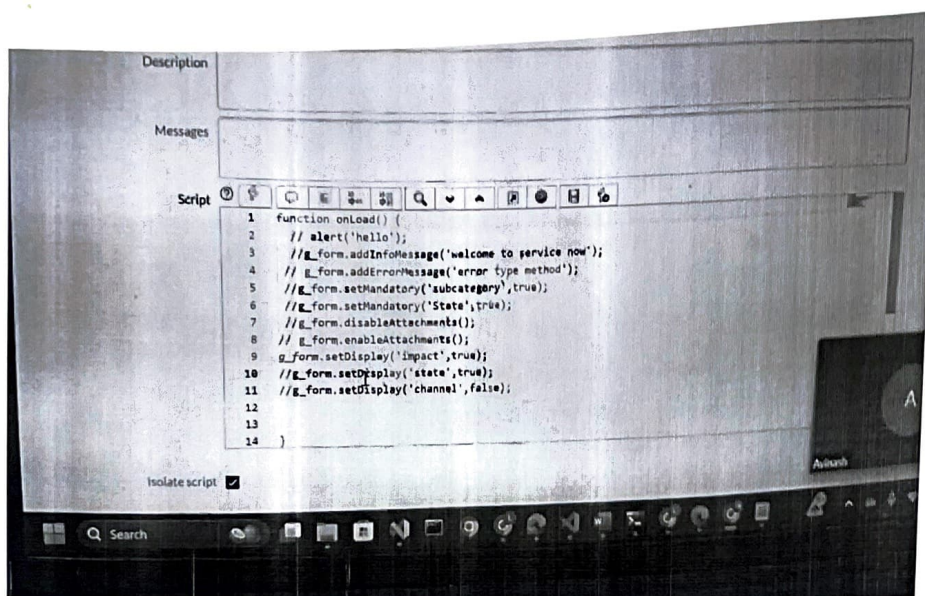 Description
Messages
Script
1 function onLoad() {
2 // alert('hello');
3 //g_form.addInfoMessage('welcome to service now');
4 // g_form.addErrorMessage('error type method');
5 //g_form.setMandatory('subcategory',true);
6 //g_form.setMandatory('State',true);
7 //g_form.disableAttachments();
8 // g_form.enableAttachments();
9 g_form.setDisplay('impact',true);
10 //g_form.setDisplay('state',true);
11 //g_form.setDisplay('channel',false);
12
13
14 }
A
Avinash
Isolate script
Search